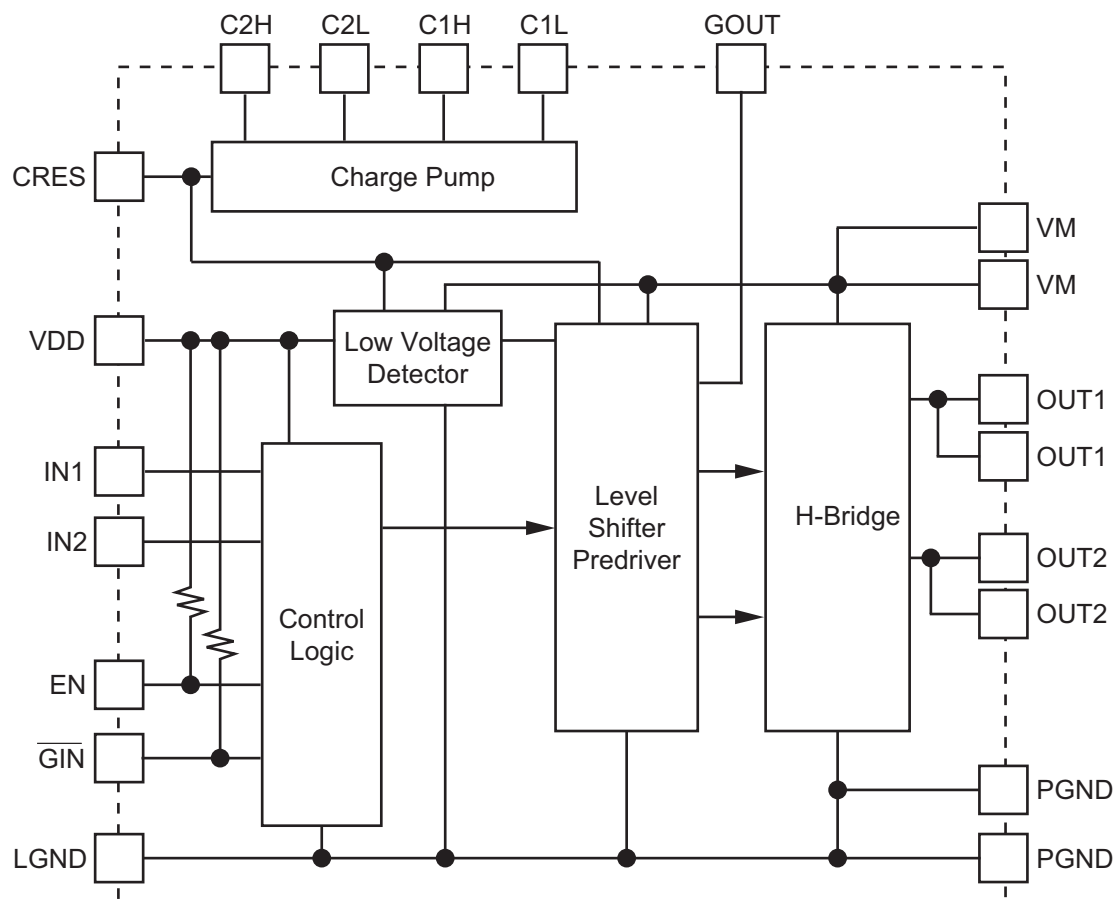 C2H C2L C1H C1L GOUT
CRES
Charge Pump
VM
VM
VDD
Low Voltage
Detector
OUT1
OUT1
IN1
IN2
Level
Shifter
Predriver
H-Bridge
OUT2
OUT2
Control
Logic
EN
GIN
PGND
LGND
PGND